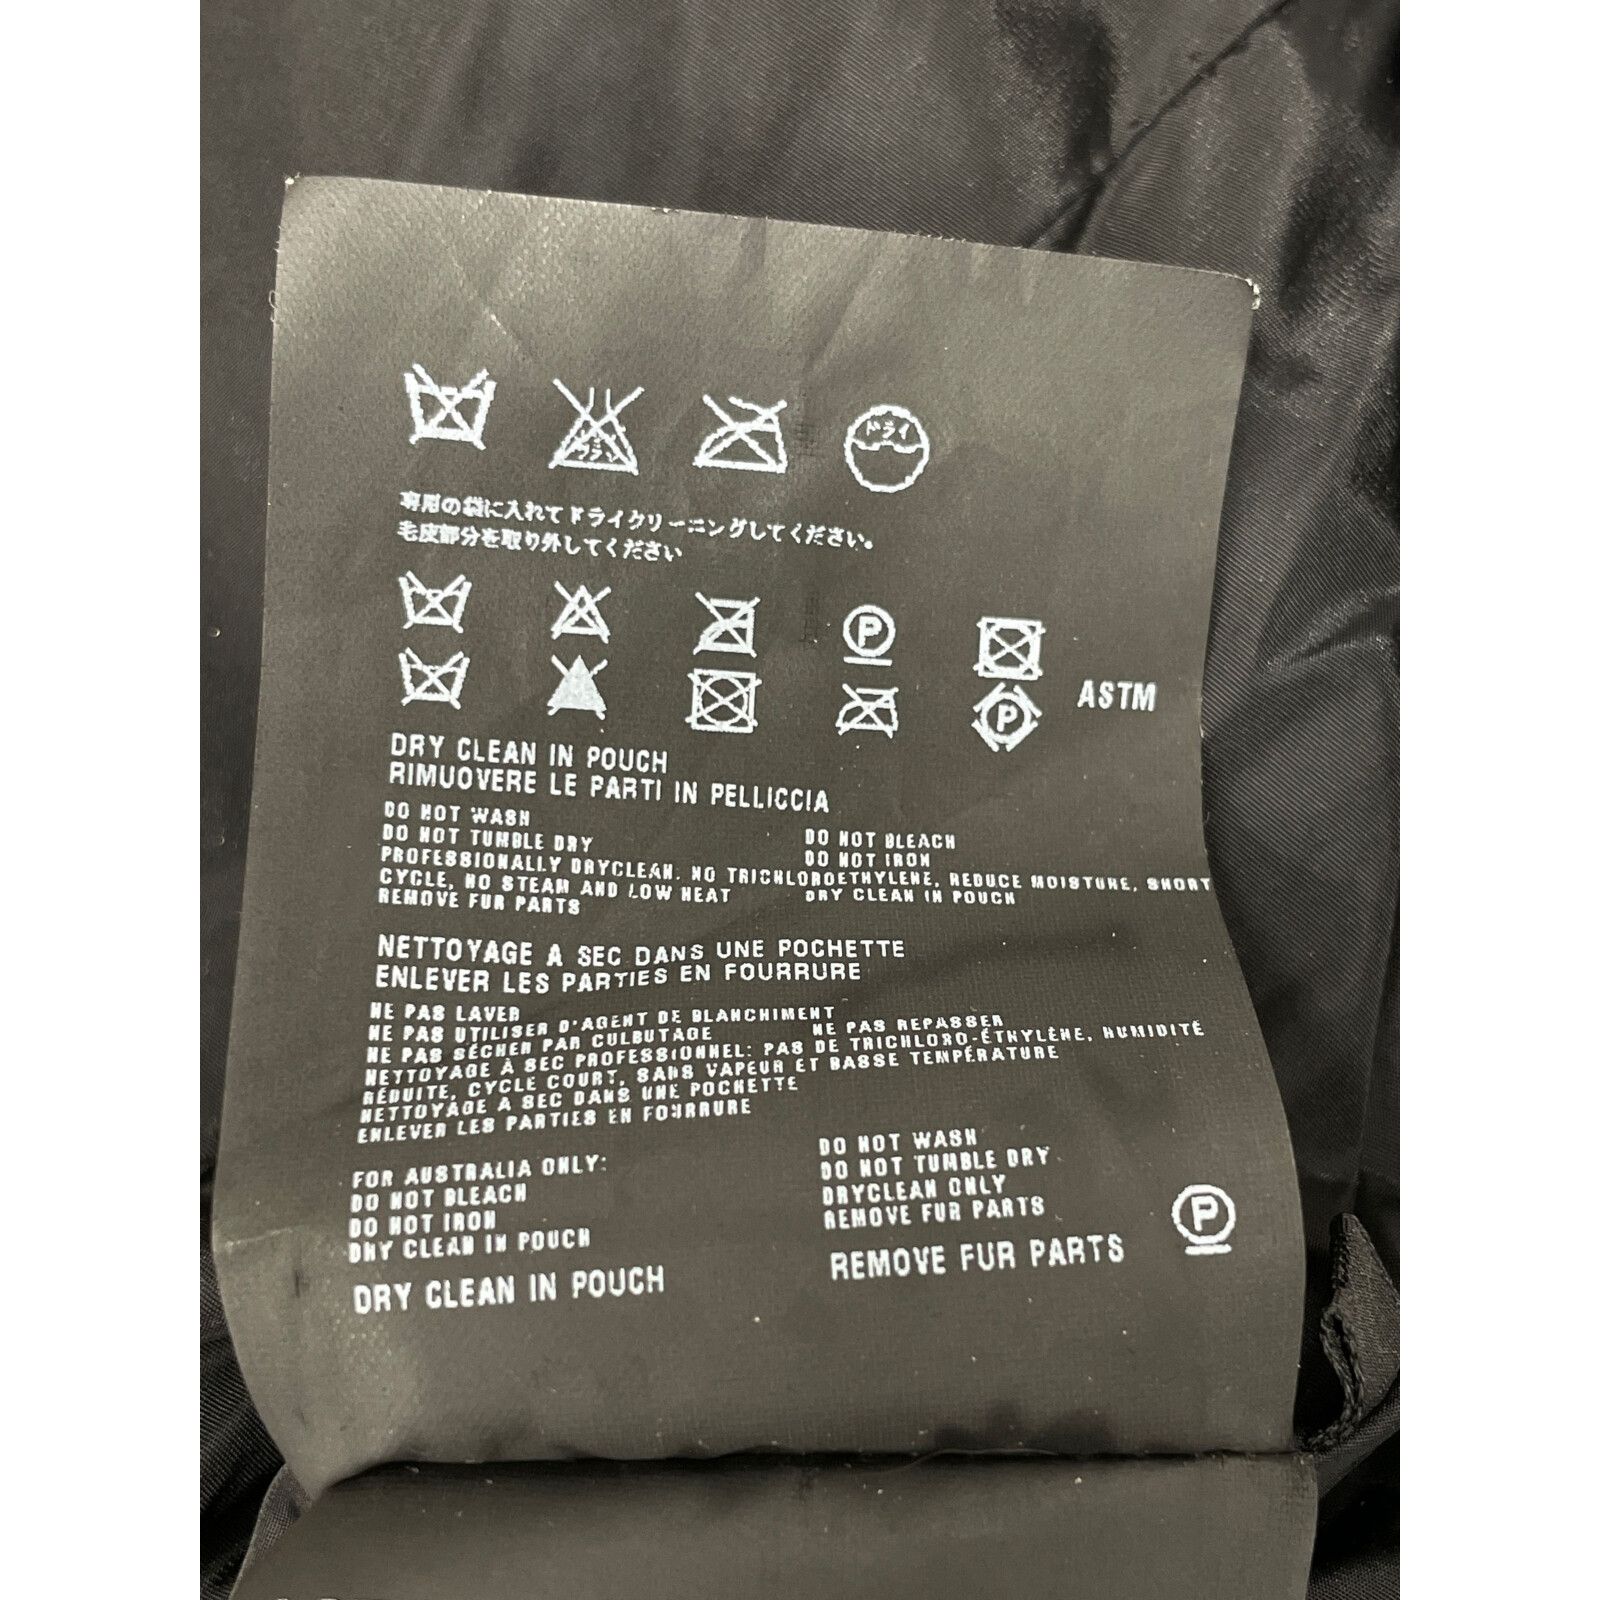 ドライ
専用の袋に入れてドライクリーニングしてください。
毛皮部分を取り外してください
P
P ASTM
DRY CLEAN IN POUCH
RIMUOVERE LE PARTI IN PELLICCIA
DO NOT WASH
DO NOT TUMBLE DRY DO NOT BLEACH
DO NOT IRON
PROFESSIONALLY DRYCLEAN. NO TRICHLOROETHYLENE, REDUCE MOISTURE, SHORT
CYCLE, NO STEAM AND LOW HEAT DRY CLEAN IN POUCH
REMOVE FUR PARTS
NETTOYAGE A SEC DANS UNE POCHETTE
ENLEVER LES PARTIES EN FOURRURE
NE PAS LAVER
NE PAS UTILISER D'AGENT DE BLANCHIMENT
NE PAS SÉCHER PAR CULBUTAGE NE PAS REPASSER
NETTOYAGE À SEC PROFESSIONNEL: PAS DE TRICHLORO-ÉTHYLÈNE, HUMIDITÉ
RÉDUITE, CYCLE COURT, SANS VAPEUR ET BASSE TEMPÉRATURE
NETTOYAGE A SEC DANS UNE POCHETTE
ENLEVER LES PARTIES EN FOURRURE
FOR AUSTRALIA ONLY: DO NOT WASH
DO NOT BLEACH DO NOT TUMBLE DRY
DO NOT IRON DRYCLEAN ONLY
DRY CLEAN IN POUCH REMOVE FUR PARTS
P
DRY CLEAN IN POUCH REMOVE FUR PARTS